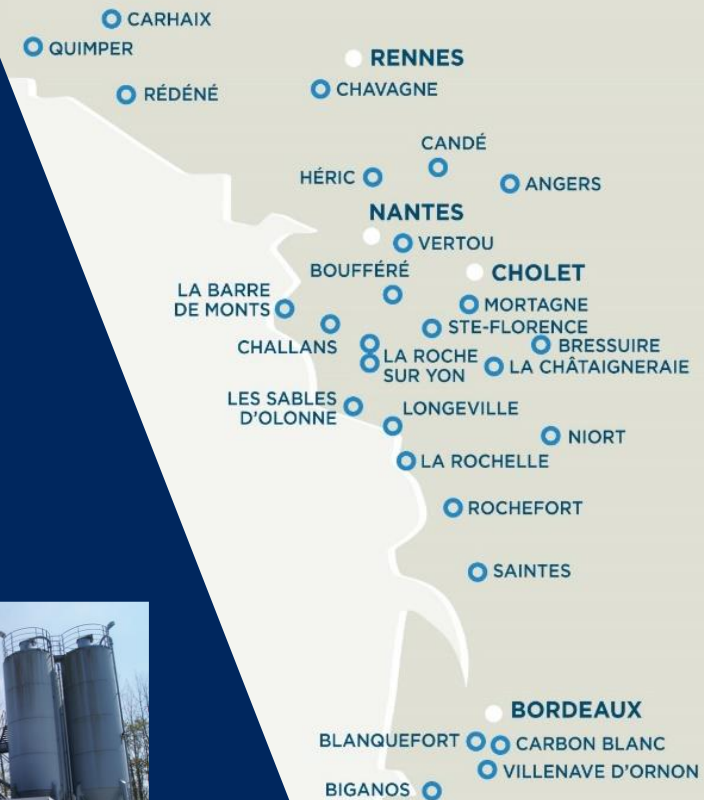 CARHAIX
QUIMPER
RENNES
RÉDÉNÉ
CHAVAGNE
CANDÉ
HÉRIC
ANGERS
NANTES
VERTOU
BOUFFÉRÉ
CHOLET
LA BARRE
DE MONTS
MORTAGNE
STE-FLORENCE
CHALLANS
BRESSUIRE
LA ROCHE
SUR YON
LA CHÂTAIGNERAIE
LES SABLES
D'OLONNE
LONGEVILLE
NIORT
LA ROCHELLE
ROCHEFORT
SAINTES
BORDEAUX
BLANQUEFORT
CARBON BLANC
VILLENAVE D'ORNON
BIGANOS